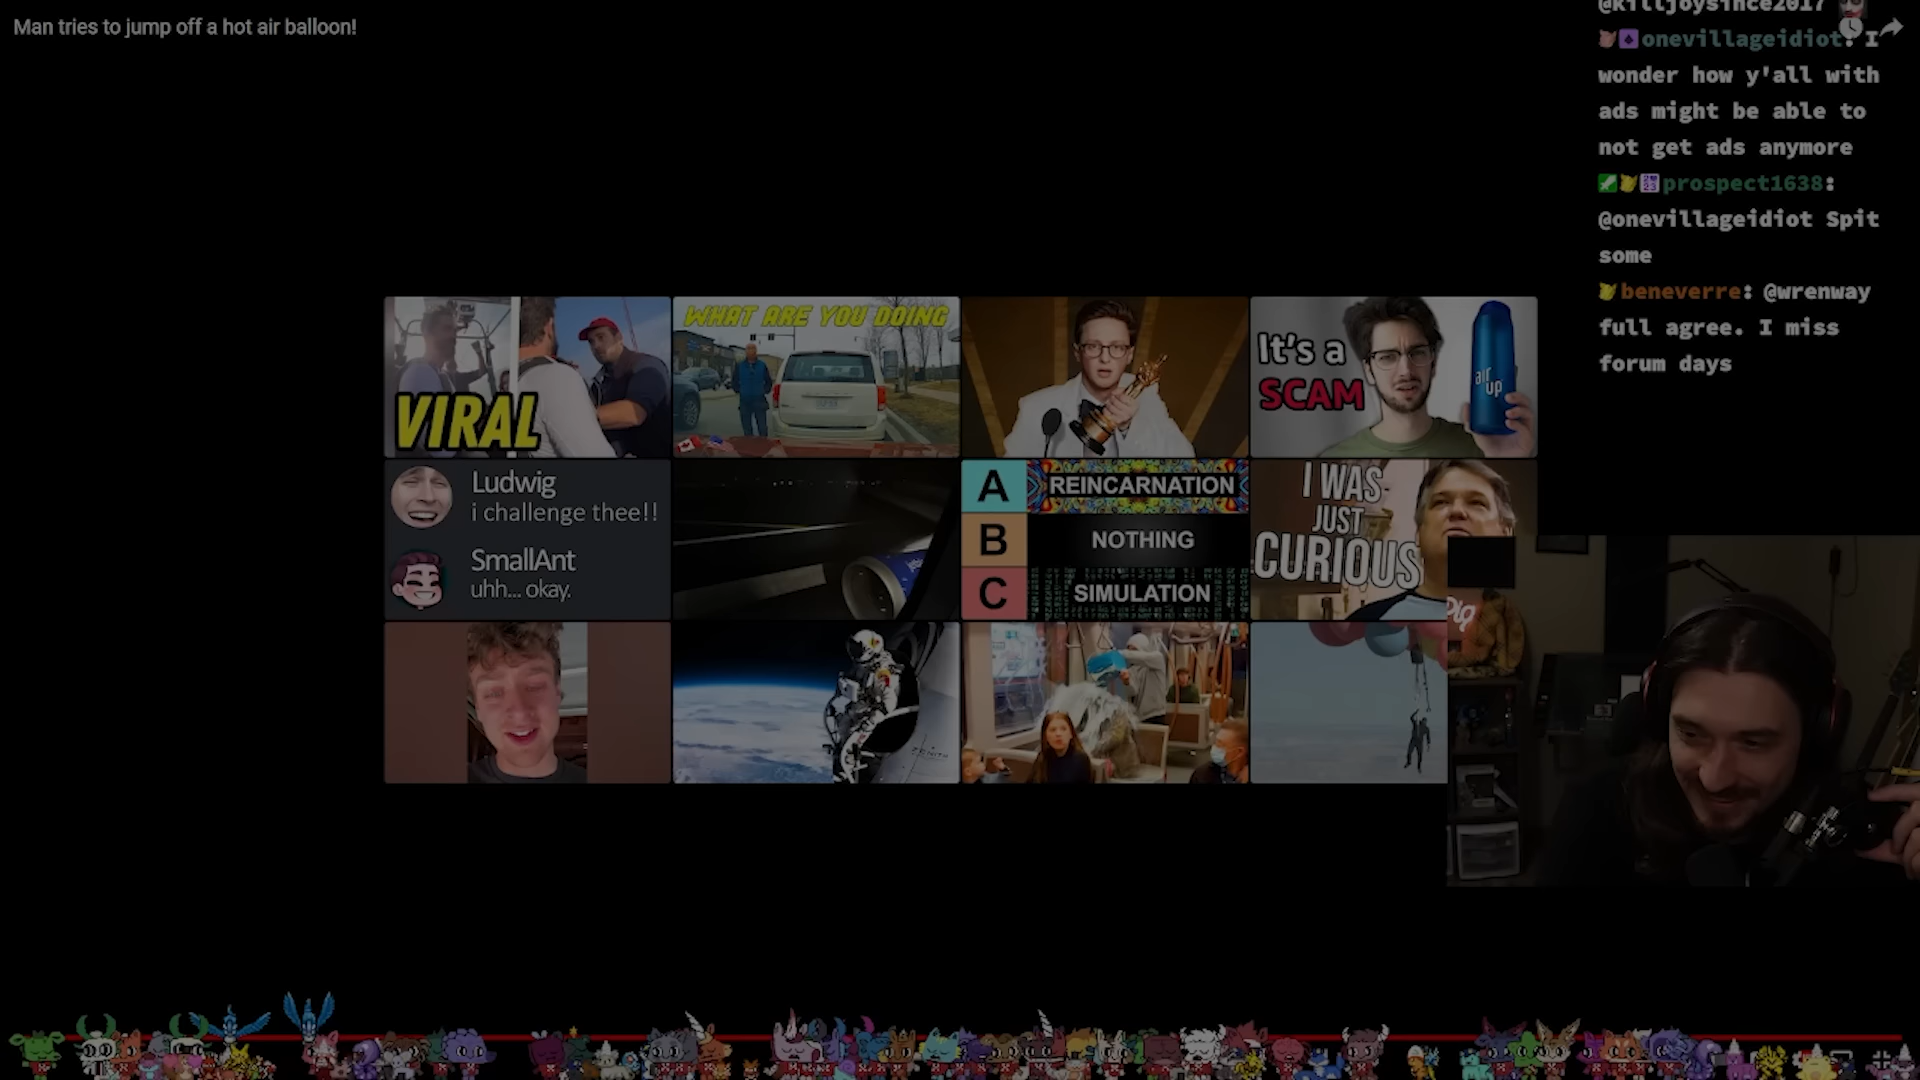 Man tries to jump off a hot air balloon!
@killjoysince2017
onevillageidiot: I
wonder how y'all with
ads might be able to
not get ads anymore
prospect1638:
@onevillageidiot Spit
some
beneverre: @wrenway
full agree. I miss
forum days
VIRAL
WHAT ARE YOU DOING
It's a
SCAM
air
up
Ludwig
i challenge thee!!
SmallAnt
uhh... okay.
A REINCARNATION
B NOTHING
C SIMULATION
I WAS
JUST
CURIOUS
ZENITH